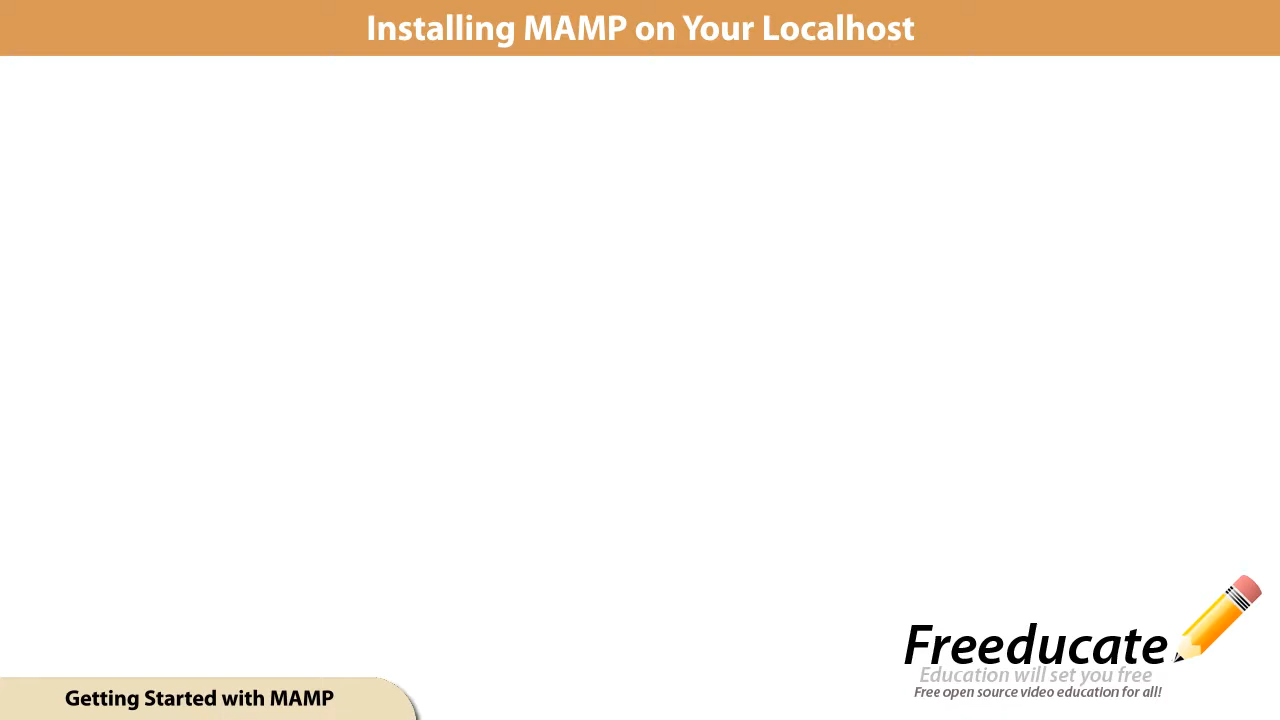 Installing MAMP on Your Localhost
Freeducate
Education will set you free
Free open source video education for all!
Getting Started with MAMP